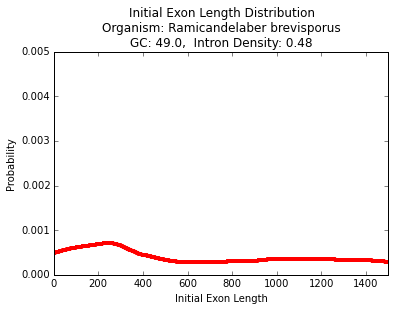 Initial Exon Length Distribution
Organism: Ramicandelaber brevisporus
GC: 49.0,  Intron Density: 0.48
0.005
0.004
0.003
0.002
0.001
0.000
Probability
0 200 400 600 800 1000 1200 1400
Initial Exon Length